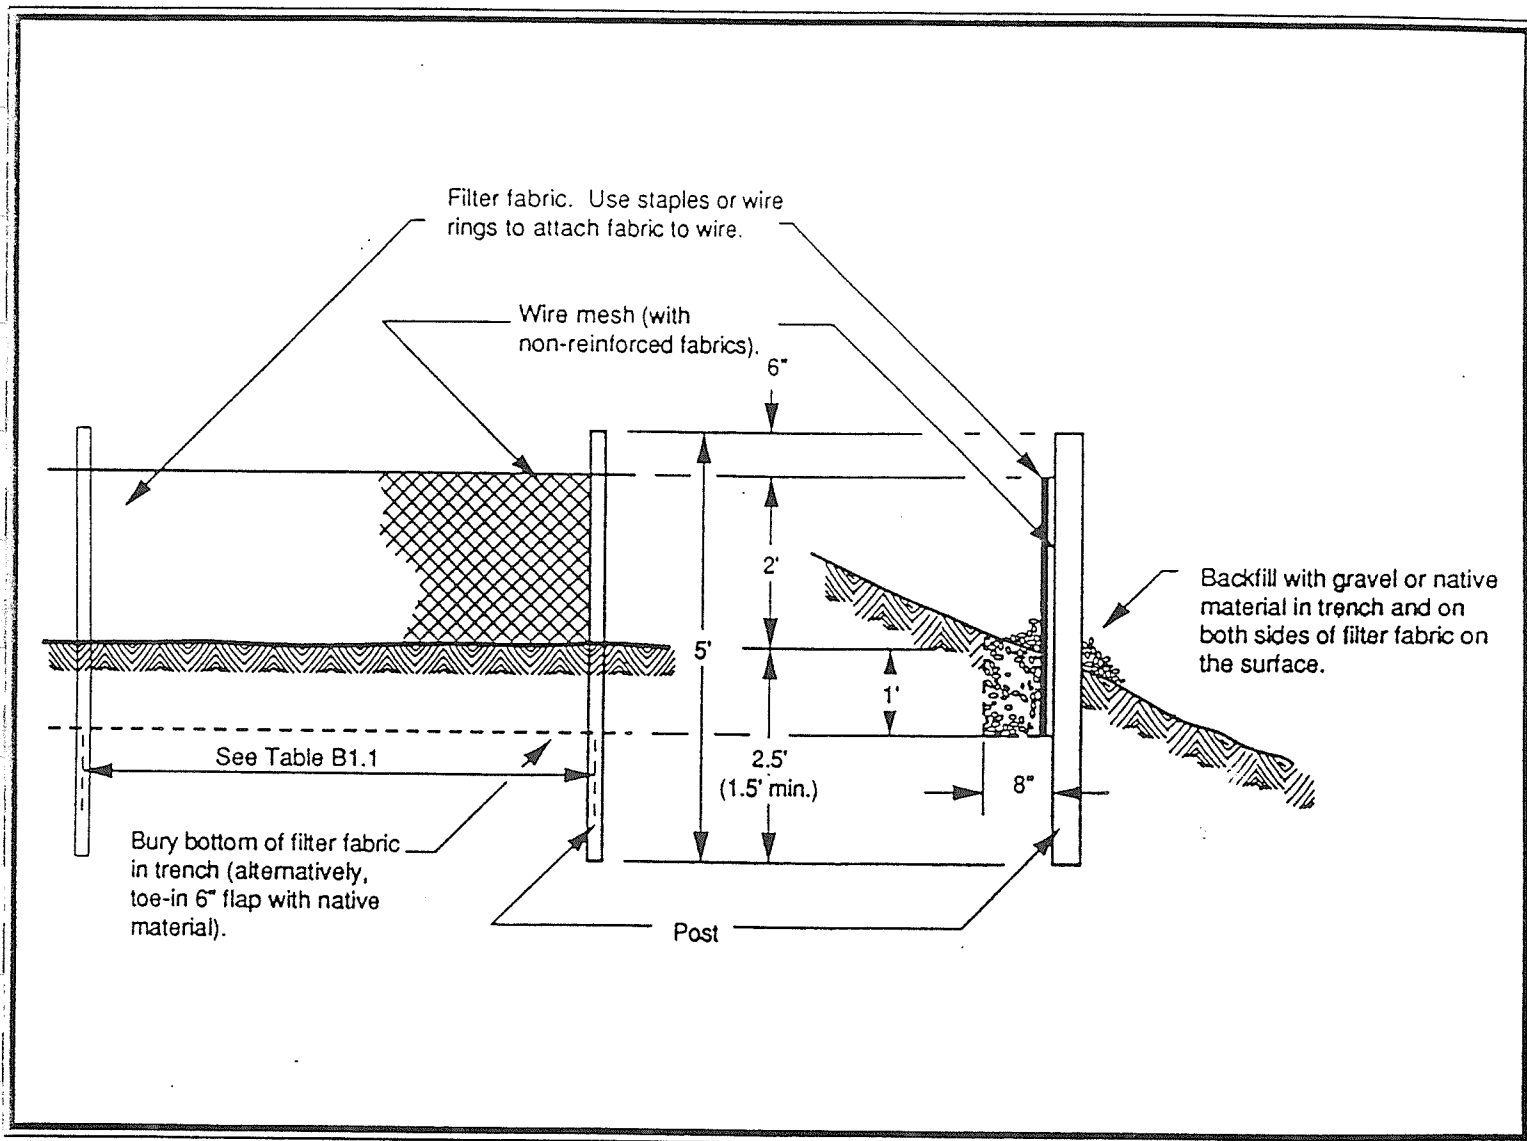 Filter fabric. Use staples or wire
rings to attach fabric to wire.
Wire mesh (with
non-reinforced fabrics).
6"
2'
5'
1'
2.5'
(1.5' min.)
8"
Backfill with gravel or native
material in trench and on
both sides of filter fabric on
the surface.
See Table B1.1
Bury bottom of filter fabric
in trench (alternatively,
toe-in 6" flap with native
material).
Post